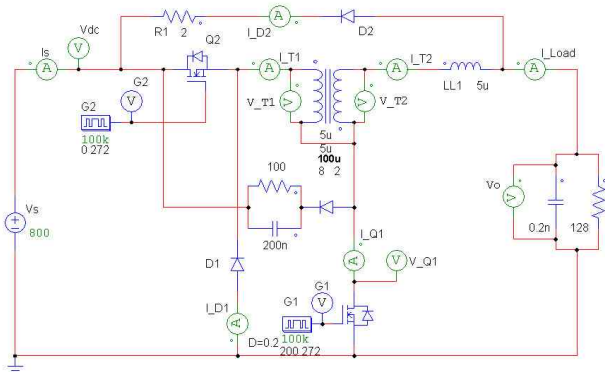 R1 2
I_D2
D2
Vdc
V
A
Q2
Is
A
I_T1
A
I_T2
A
I_Load
A
G2
V
G2
100k
0 272
V
V_T1
V
V_T2
LL1 5u
5u
5u
100u
8 2
100
200n
Vs
800
Vo
V
0.2n
128
I_Q1
A
V
V_Q1
D1
I_D1
A
G1
V
G1
D=0.2
100k
200 272